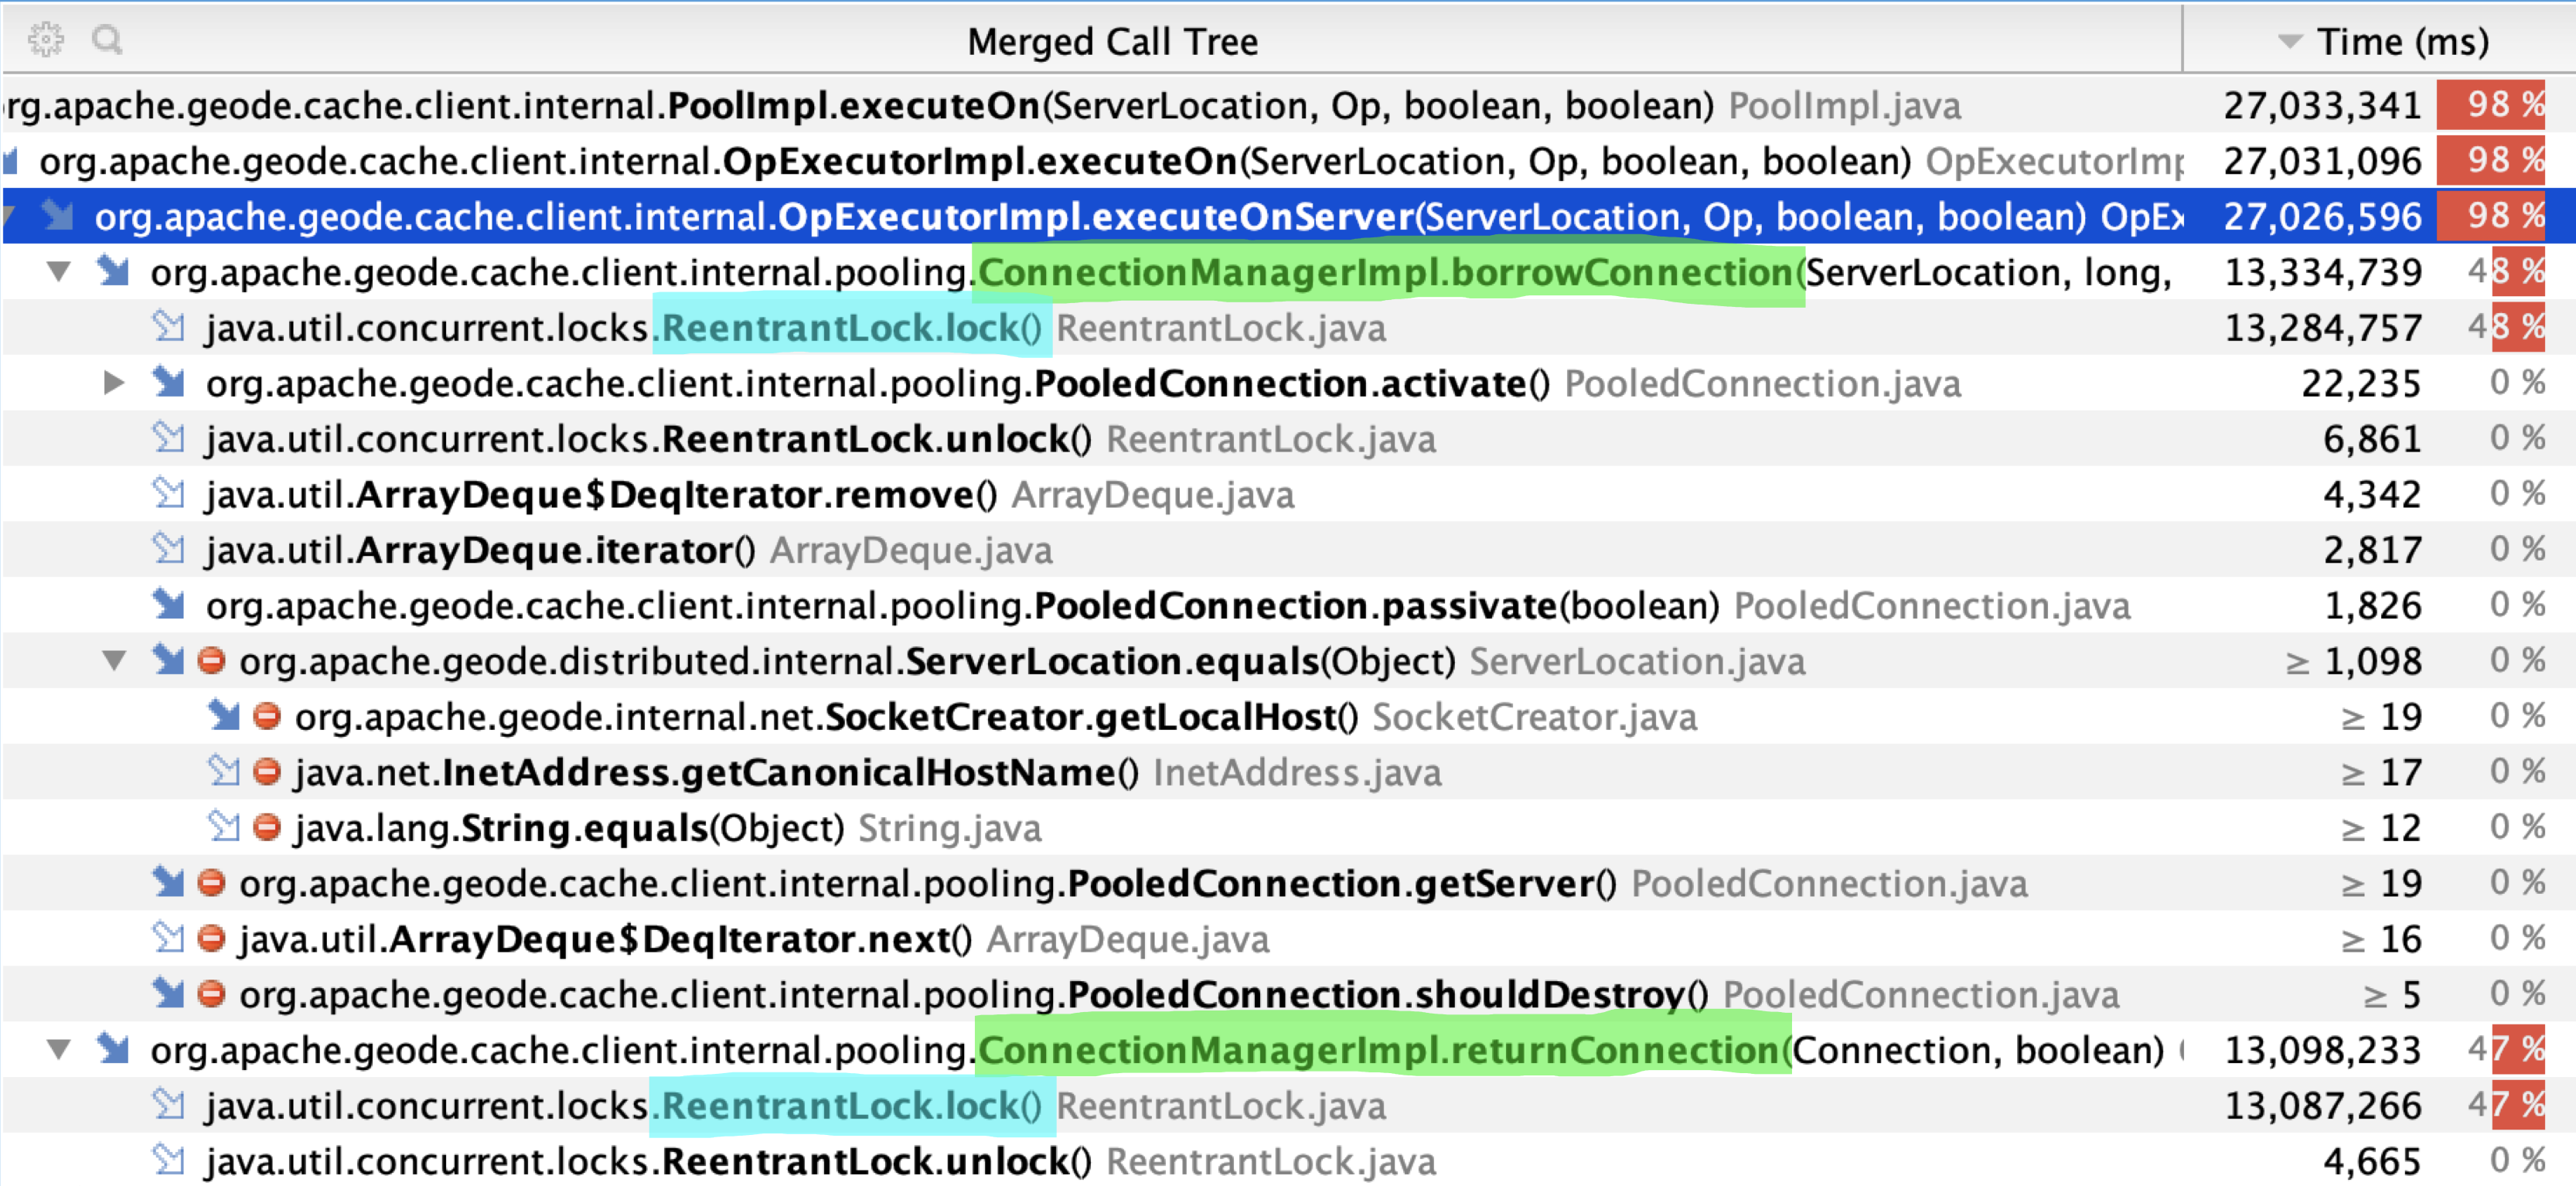 Merged Call Tree Time (ms)
rg.apache.geode.cache.client.internal.PoolImpl.executeOn(ServerLocation, Op, boolean, boolean) PoolImpl.java 27,033,341 98 %
org.apache.geode.cache.client.internal.OpExecutorImpl.executeOn(ServerLocation, Op, boolean, boolean) OpExecutorImp 27,031,096 98 %
org.apache.geode.cache.client.internal.OpExecutorImpl.executeOnServer(ServerLocation, Op, boolean, boolean) OpEx 27,026,596 98 %
org.apache.geode.cache.client.internal.pooling.ConnectionManagerImpl.borrowConnection(ServerLocation, long, 13,334,739 48 %
java.util.concurrent.locks.ReentrantLock.lock() ReentrantLock.java 13,284,757 48 %
org.apache.geode.cache.client.internal.pooling.PooledConnection.activate() PooledConnection.java 22,235 0 %
java.util.concurrent.locks.ReentrantLock.unlock() ReentrantLock.java 6,861 0 %
java.util.ArrayDeque$DeqIterator.remove() ArrayDeque.java 4,342 0 %
java.util.ArrayDeque.iterator() ArrayDeque.java 2,817 0 %
org.apache.geode.cache.client.internal.pooling.PooledConnection.passivate(boolean) PooledConnection.java 1,826 0 %
org.apache.geode.distributed.internal.ServerLocation.equals(Object) ServerLocation.java ≥ 1,098 0 %
org.apache.geode.internal.net.SocketCreator.getLocalHost() SocketCreator.java ≥ 19 0 %
java.net.InetAddress.getCanonicalHostName() InetAddress.java ≥ 17 0 %
java.lang.String.equals(Object) String.java ≥ 12 0 %
org.apache.geode.cache.client.internal.pooling.PooledConnection.getServer() PooledConnection.java ≥ 19 0 %
java.util.ArrayDeque$DeqIterator.next() ArrayDeque.java ≥ 16 0 %
org.apache.geode.cache.client.internal.pooling.PooledConnection.shouldDestroy() PooledConnection.java ≥ 5 0 %
org.apache.geode.cache.client.internal.pooling.ConnectionManagerImpl.returnConnection(Connection, boolean) 13,098,233 47 %
java.util.concurrent.locks.ReentrantLock.lock() ReentrantLock.java 13,087,266 47 %
java.util.concurrent.locks.ReentrantLock.unlock() ReentrantLock.java 4,665 0 %